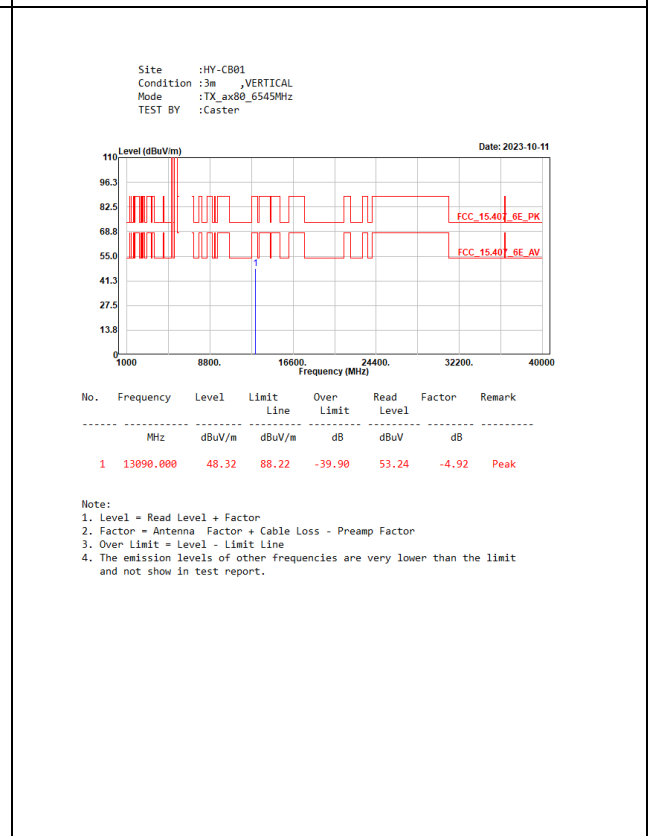 Site      :HY-CB01
Condition :3m    ,VERTICAL
Mode      :TX_ax80_6545MHz
TEST BY   :Caster
Level (dBuV/m)
Date: 2023-10-11
110
96.3
82.5
FCC_15.407_6E_PK
68.8
FCC_15.407_6E_AV
55.0
1
41.3
27.5
13.8
0
1000 8800. 16600. 24400. 32200. 40000
Frequency (MHz)
No. Frequency Level Limit Over Read Factor Remark
Line Limit Level
------ ----------- --------- --------- --------- --------- ------- ---------
MHz dBuV/m dBuV/m dB dBuV dB
1 13090.000 48.32 88.22 -39.90 53.24 -4.92 Peak
Note:
1. Level = Read Level + Factor
2. Factor = Antenna  Factor + Cable Loss - Preamp Factor
3. Over Limit = Level - Limit Line
4. The emission levels of other frequencies are very lower than the limit
and not show in test report.